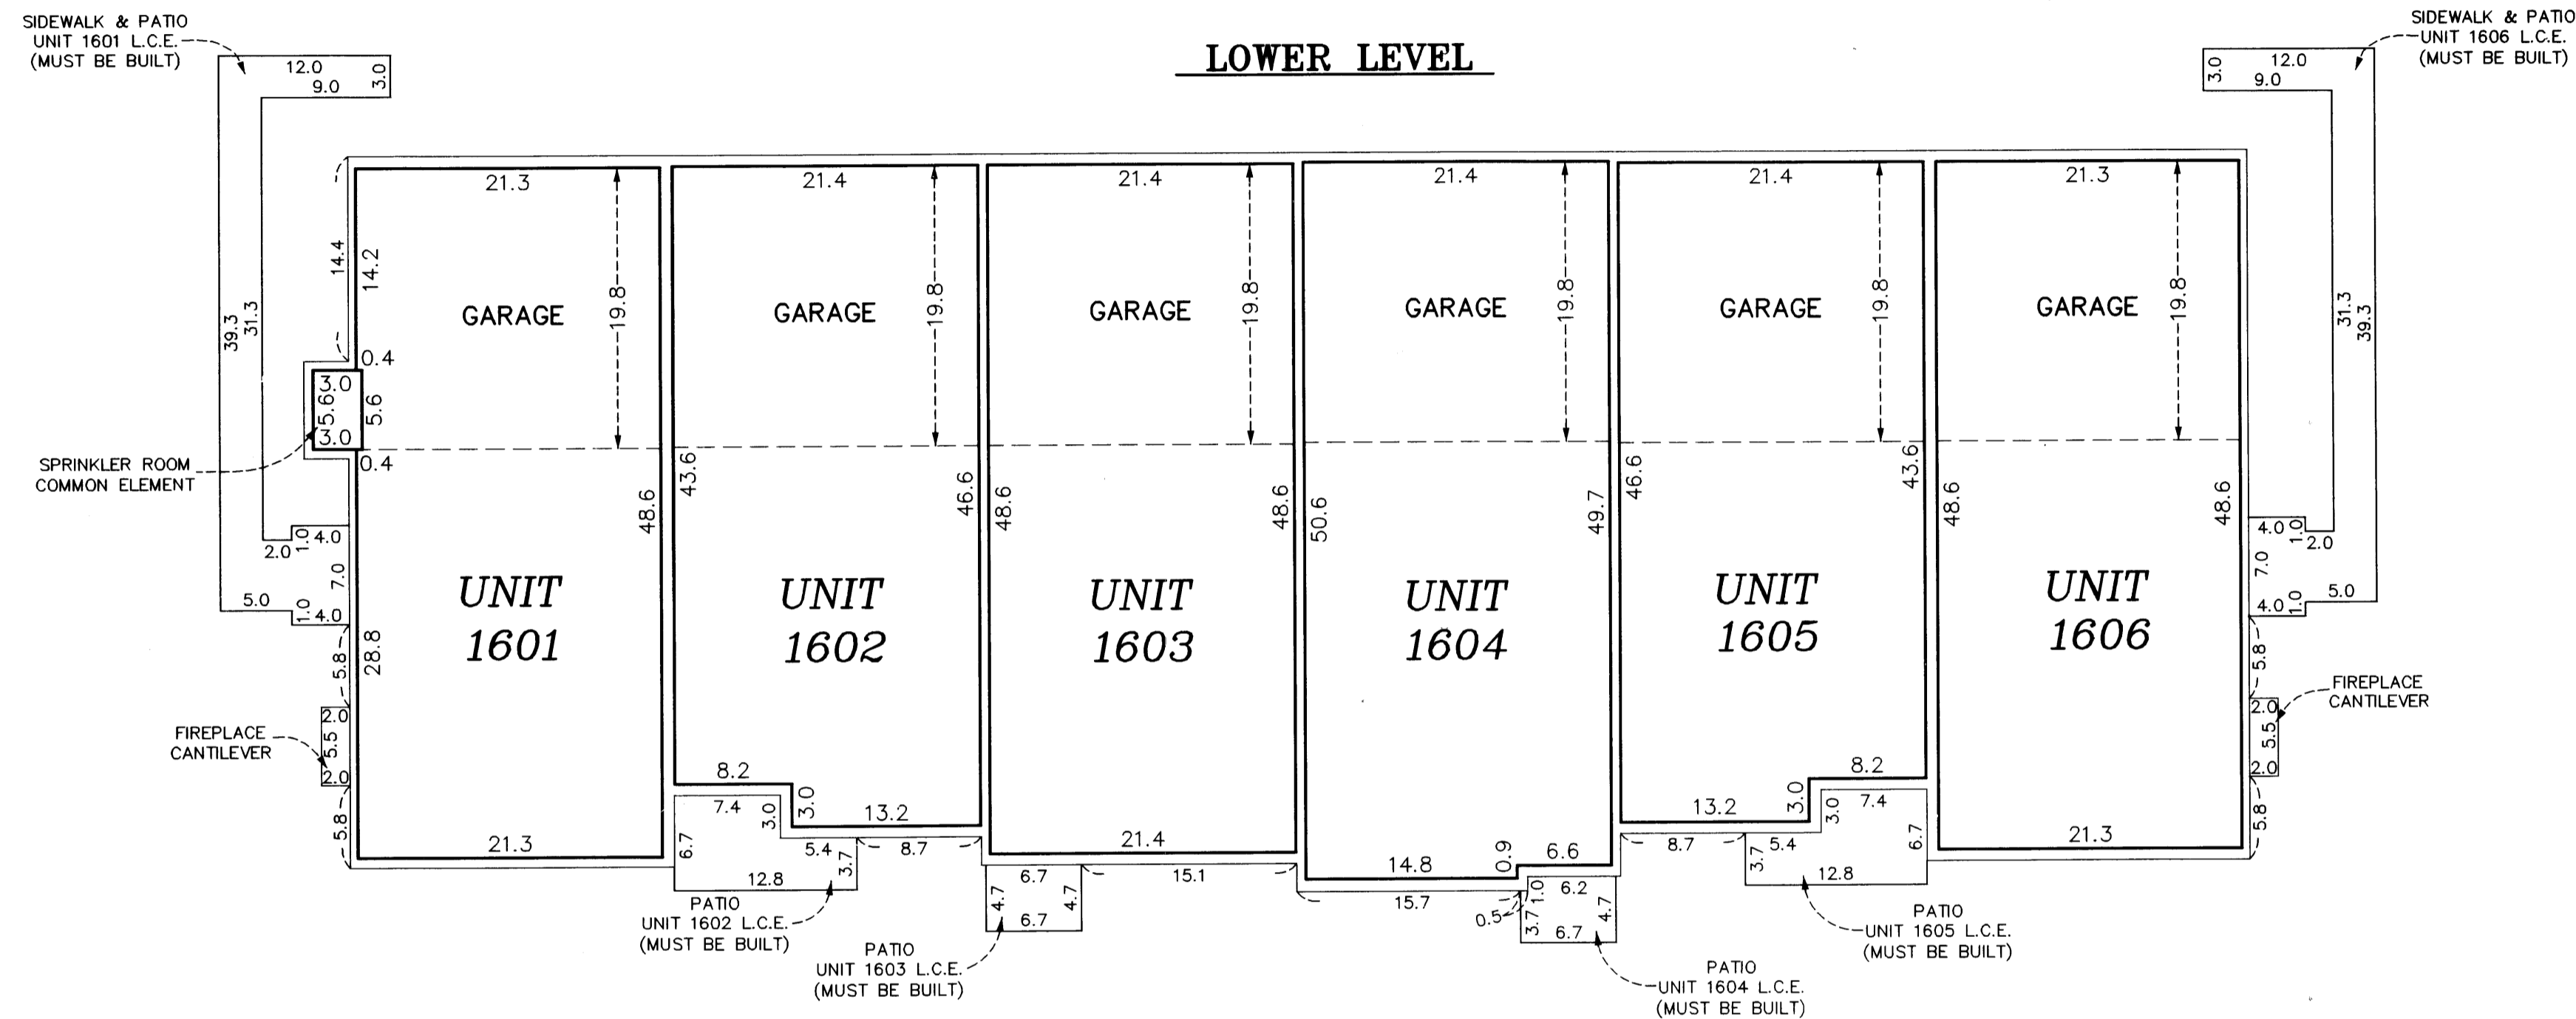 LOWER LEVEL
SIDEWALK & PATIO
UNIT 1601 L.C.E.
(MUST BE BUILT)
12.0
9.0
3.0
39.3
31.3
2.0
1.0
4.0
7.0
5.0
1.0
4.0
SIDEWALK & PATIO
UNIT 1606 L.C.E.
(MUST BE BUILT)
3.0
12.0
9.0
31.3
39.3
4.0
1.0
2.0
7.0
4.0
1.0
5.0
14.4
14.2
21.3
19.8
GARAGE
0.4
3.0
5.6
3.0
5.6
0.4
SPRINKLER ROOM
COMMON ELEMENT
48.6
28.8
UNIT
1601
21.3
5.8
2.0
5.5
2.0
5.8
FIREPLACE
CANTILEVER
21.4
19.8
GARAGE
43.6
46.6
UNIT
1602
8.2
3.0
13.2
7.4
3.0
6.7
5.4
3.7
8.7
12.8
PATIO
UNIT 1602 L.C.E.
(MUST BE BUILT)
21.4
19.8
GARAGE
48.6
48.6
UNIT
1603
21.4
6.7
15.1
4.7
4.7
6.7
PATIO
UNIT 1603 L.C.E.
(MUST BE BUILT)
21.4
19.8
GARAGE
50.6
49.7
UNIT
1604
14.8
0.9
6.6
15.7
0.5
1.0
6.2
3.7
4.7
6.7
PATIO
UNIT 1604 L.C.E.
(MUST BE BUILT)
21.4
19.8
GARAGE
46.6
43.6
UNIT
1605
8.2
3.0
13.2
7.4
3.0
6.7
8.7
5.4
3.7
12.8
PATIO
UNIT 1605 L.C.E.
(MUST BE BUILT)
21.3
19.8
GARAGE
48.6
48.6
UNIT
1606
21.3
5.8
2.0
5.5
2.0
5.8
FIREPLACE
CANTILEVER